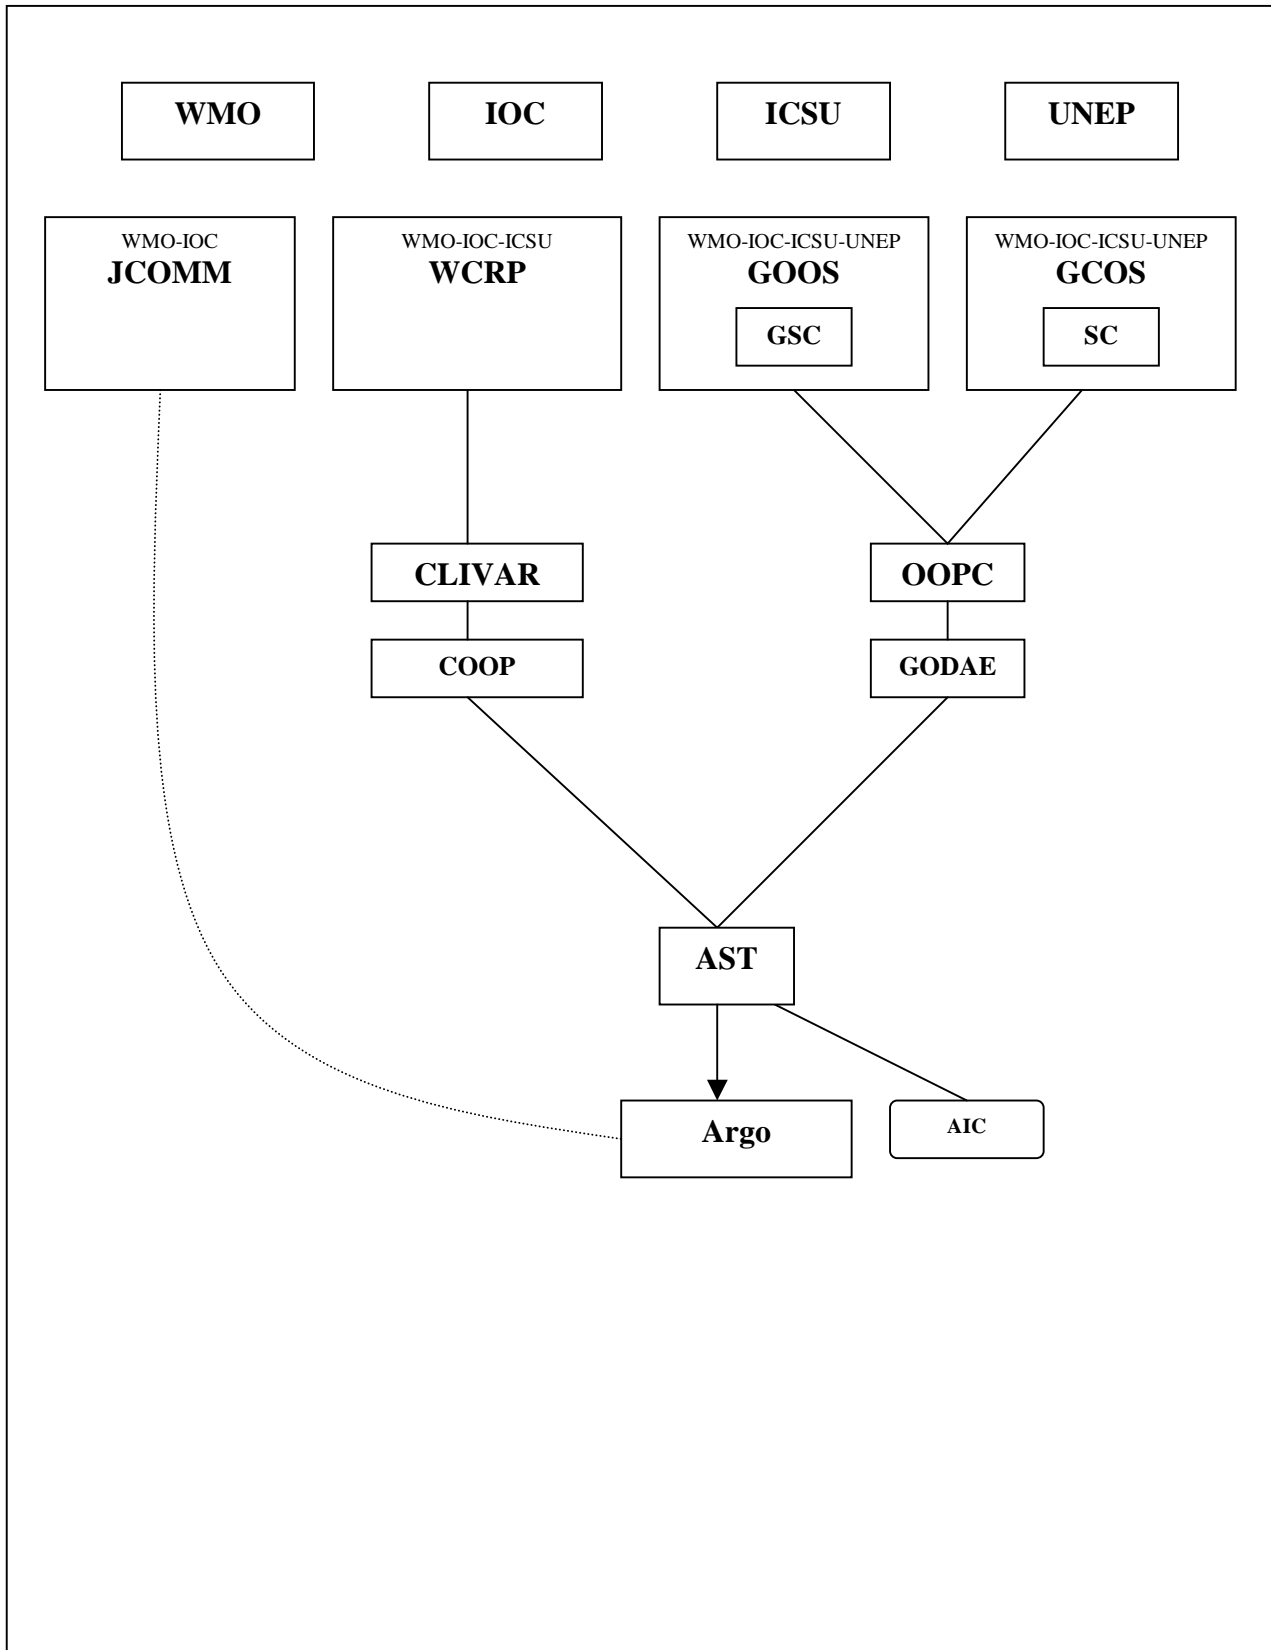 WMO
IOC
ICSU
UNEP
WMO-IOC
JCOMM
WMO-IOC-ICSU
WCRP
WMO-IOC-ICSU-UNEP
GOOS
GSC
WMO-IOC-ICSU-UNEP
GCOS
SC
CLIVAR
OOPC
COOP
GODAE
AST
Argo
AIC